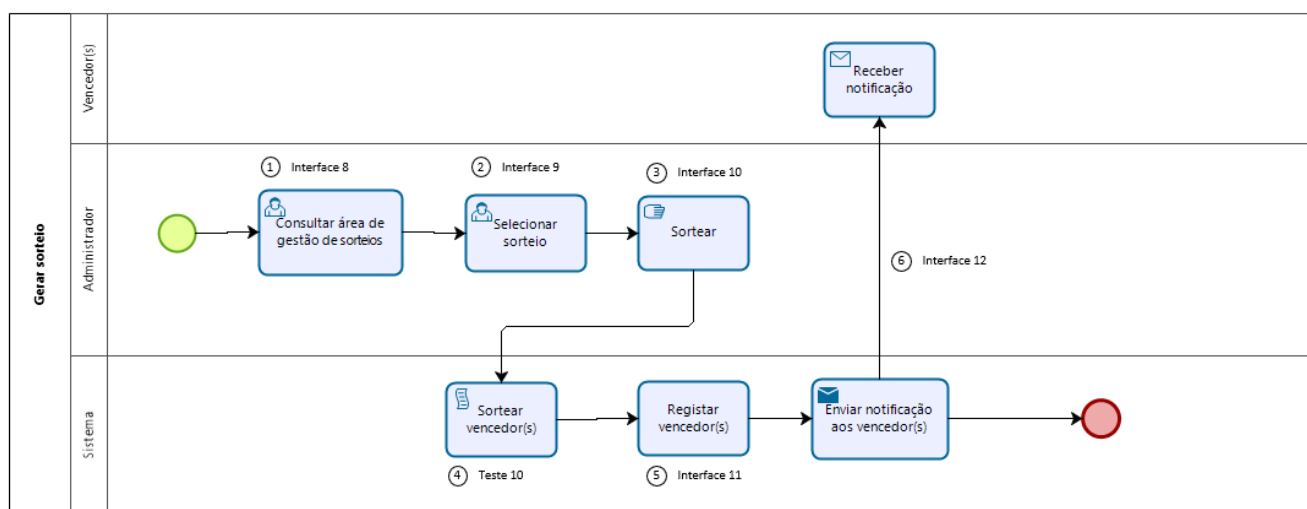 Gerar sorteio
Vencedor(s)
Receber
notificação
Administrador
1 Interface 8
2 Interface 9
3 Interface 10
Consultar área de
gestão de sorteios
Selecionar
sorteio
Sortear
6 Interface 12
Sistema
Sortear
vencedor(s)
Registar
vencedor(s)
Enviar notificação
aos vencedor(s)
4 Teste 10
5 Interface 11